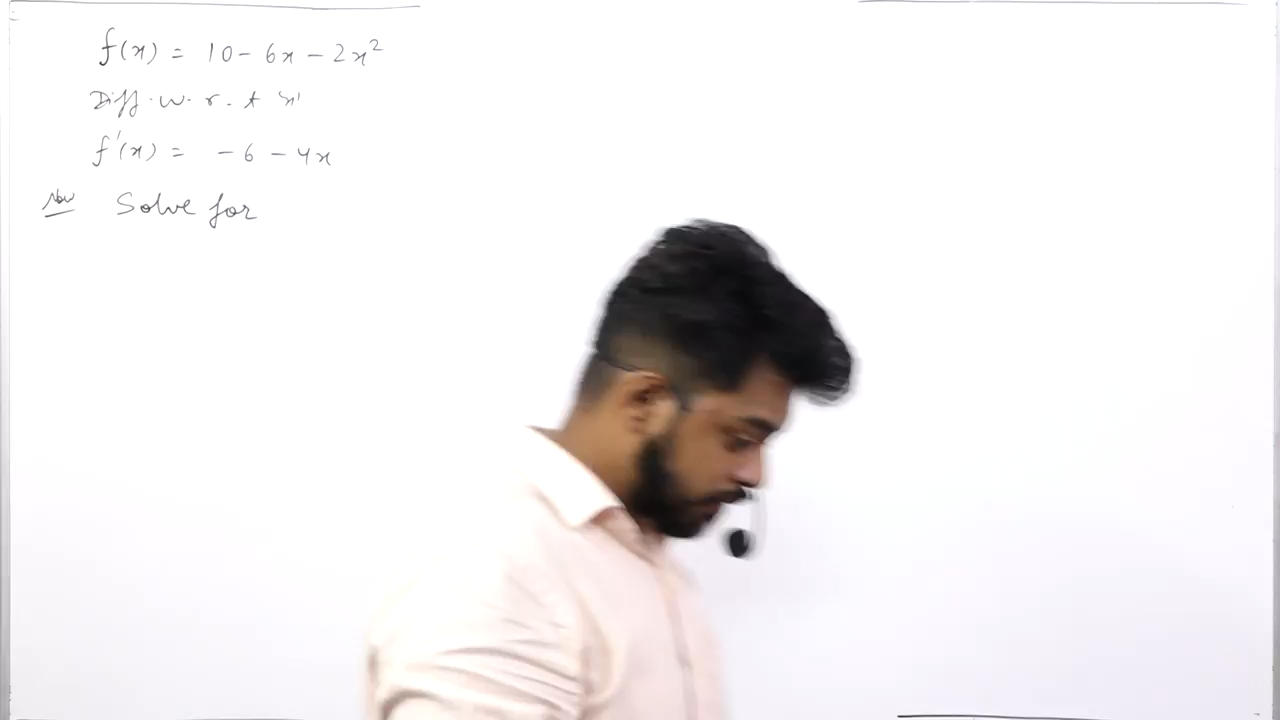 f(x) = 10 - 6x - 2x²
Diff. w. r. t 'x'
f'(x) = -6 - 4x
Now Solve for